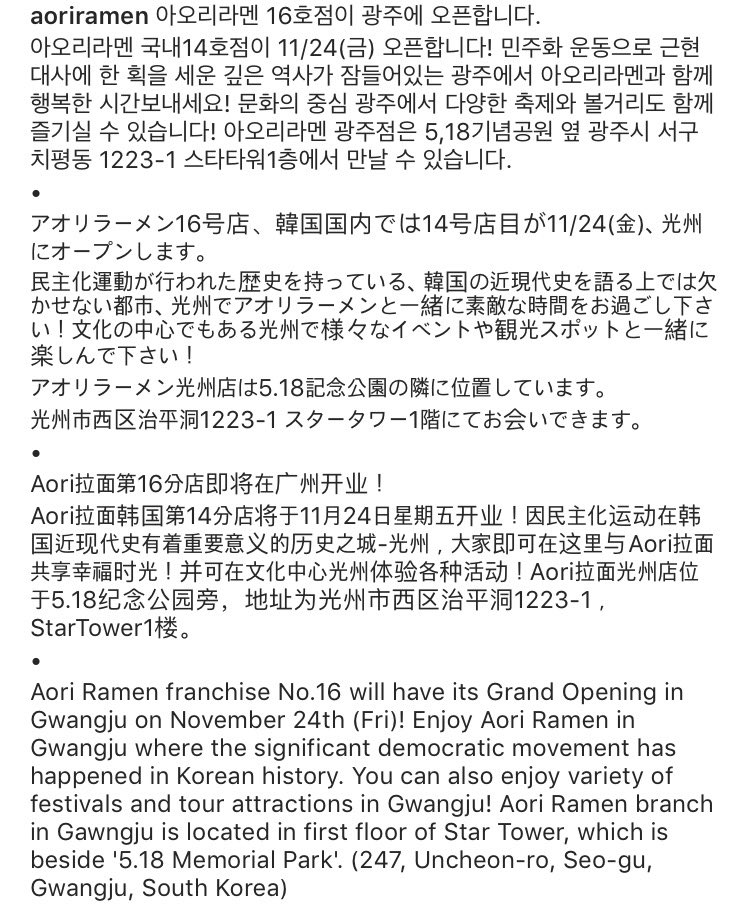 aoriramen 아오리라멘 16호점이 광주에 오픈합니다.
아오리라멘 국내14호점이 11/24(금) 오픈합니다! 민주화 운동으로 근현
대사에 한 획을 세운 깊은 역사가 잠들어있는 광주에서 아오리라멘과 함께
행복한 시간보내세요! 문화의 중심 광주에서 다양한 축제와 볼거리도 함께
즐기실 수 있습니다! 아오리라멘 광주점은 5,18기념공원 옆 광주시 서구
치평동 1223-1 스타타워1층에서 만날 수 있습니다.
•
アオリラーメン16号店、韓国国内では14号店目が11/24(金)、光州
にオープンします。
民主化運動が行われた歴史を持っている、韓国の近現代史を語る上では欠
かせない都市、光州でアオリラーメンと一緒に素敵な時間をお過ごし下さ
い！文化の中心でもある光州で様々なイベントや観光スポットと一緒に
楽しんで下さい！
アオリラーメン光州店は5.18記念公園の隣に位置しています。
光州市西区治平洞1223-1 スタータワー1階にてお会いできます。
•
Aori拉面第16分店即将在广州开业！
Aori拉面韩国第14分店将于11月24日星期五开业！因民主化运动在韩
国近现代史有着重要意义的历史之城-光州，大家即可在这里与Aori拉面
共享幸福时光！并可在文化中心光州体验各种活动！Aori拉面光州店位
于5.18纪念公园旁，地址为光州市西区治平洞1223-1，
StarTower1楼。
•
Aori Ramen franchise No.16 will have its Grand Opening in
Gwangju on November 24th (Fri)! Enjoy Aori Ramen in
Gwangju where the significant democratic movement has
happened in Korean history. You can also enjoy variety of
festivals and tour attractions in Gwangju! Aori Ramen branch
in Gawngju is located in first floor of Star Tower, which is
beside '5.18 Memorial Park'. (247, Uncheon-ro, Seo-gu,
Gwangju, South Korea)